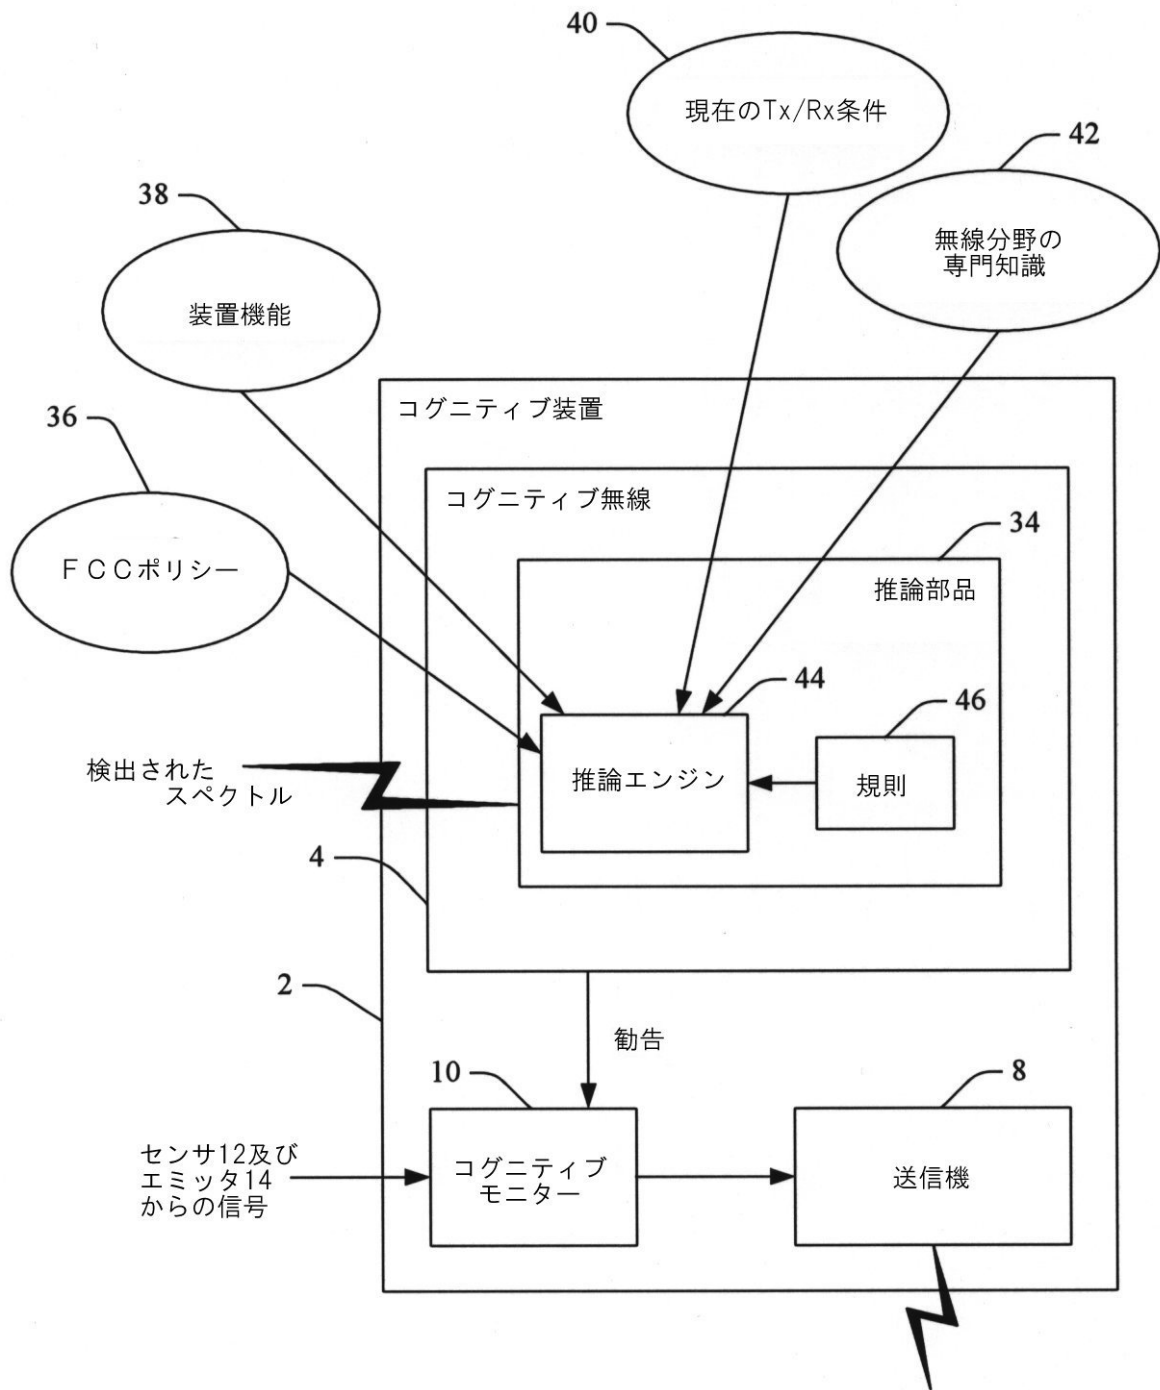 40
現在のTx/Rx条件
42
無線分野の
専門知識
38
装置機能
36
FCCポリシー
コグニティブ装置
コグニティブ無線
34
推論部品
44
46
推論エンジン
規則
検出された
スペクトル
4
2
勧告
10
8
センサ12及び
エミッタ14
からの信号
コグニティブ
モニター
送信機